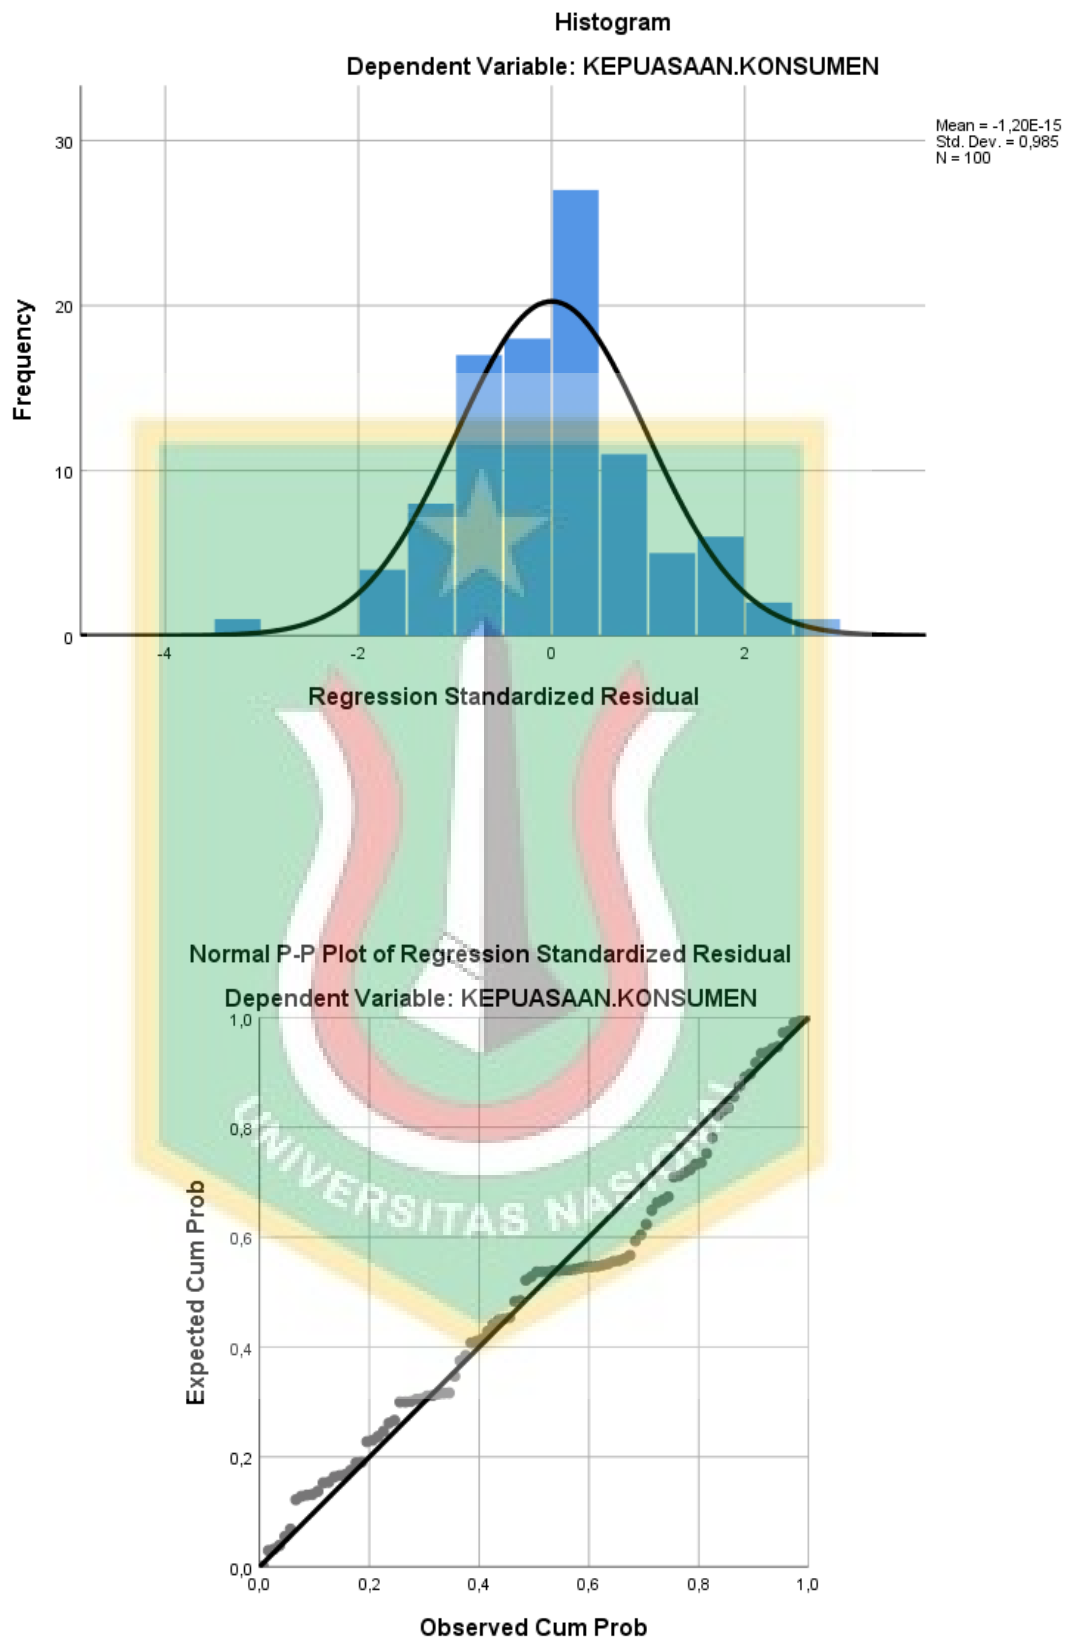 Histogram
Dependent Variable: KEPUASAAN.KONSUMEN
Mean = -1,20E-15
Std. Dev. = 0,985
N = 100
Frequency
30
20
10
0
-4
-2
0
2
Regression Standardized Residual
Normal P-P Plot of Regression Standardized Residual
Dependent Variable: KEPUASAAN.KONSUMEN
Expected Cum Prob
1,0
0,8
0,6
0,4
0,2
0,0
0,0
0,2
0,4
0,6
0,8
1,0
Observed Cum Prob
UNIVERSITAS NASIONAL